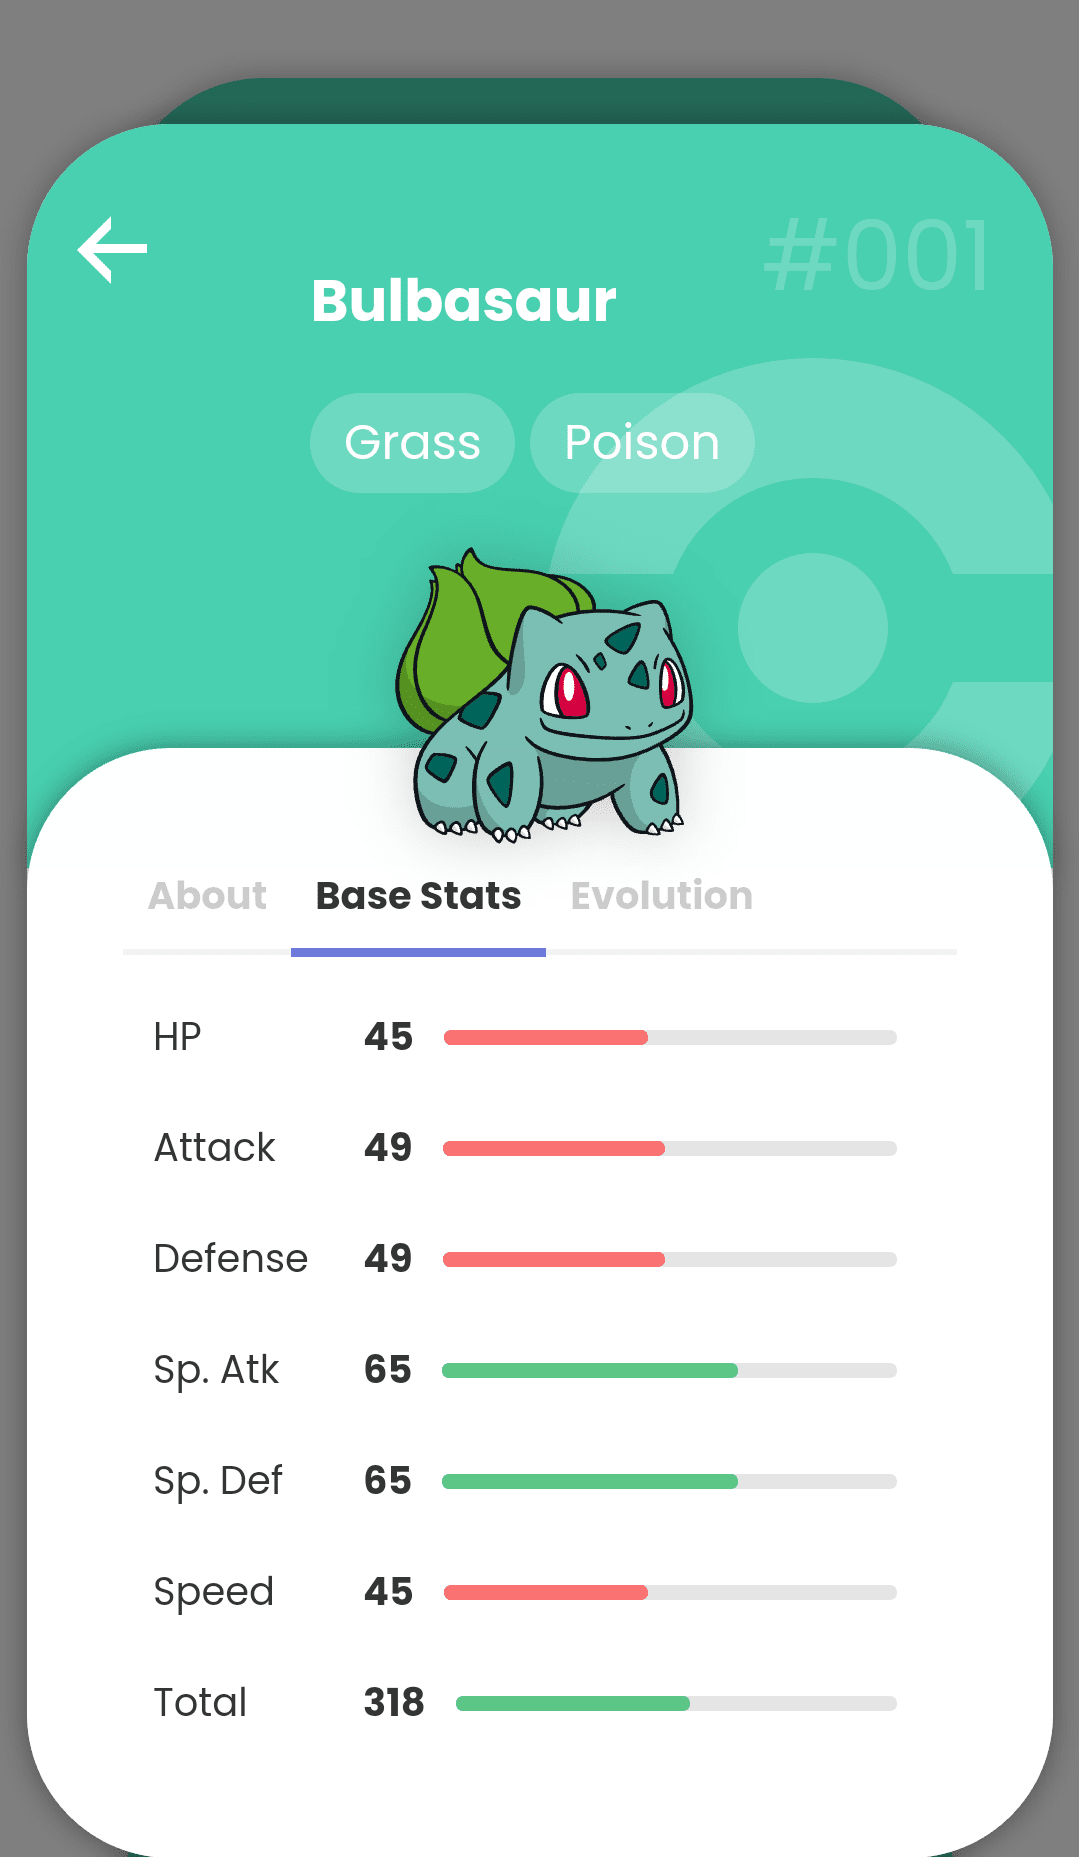 #001
Bulbasaur
Grass Poison
About Base Stats Evolution
HP 45
Attack 49
Defense 49
Sp. Atk 65
Sp. Def 65
Speed 45
Total 318